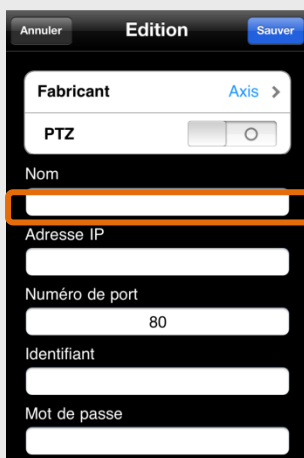 Annuler Edition Sauver
Fabricant Axis >
PTZ
Nom
Adresse IP
Numéro de port
80
Identifiant
Mot de passe